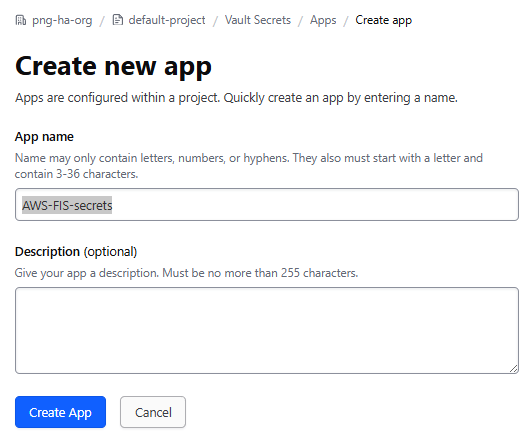 png-ha-org / default-project / Vault Secrets / Apps / Create app
Create new app
Apps are configured within a project. Quickly create an app by entering a name.
App name
Name may only contain letters, numbers, or hyphens. They also must start with a letter and
contain 3-36 characters.
AWS-FIS-secrets
Description (optional)
Give your app a description. Must be no more than 255 characters.
Create App Cancel